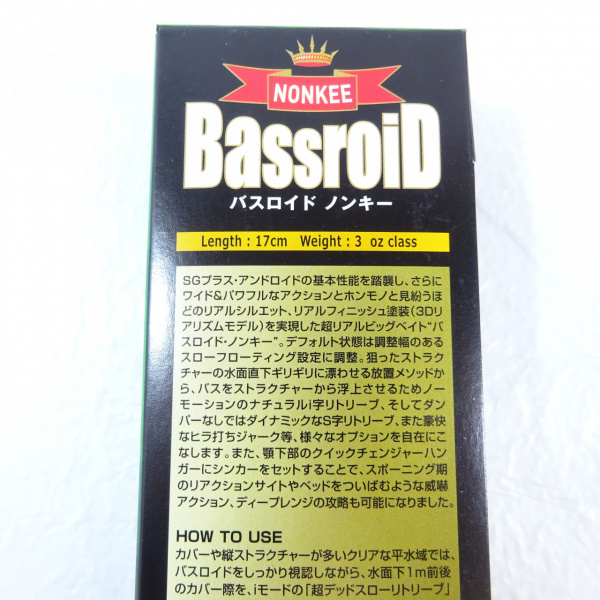 NONKEE
BassroiD
バスロイド ノンキー
Length : 17cm Weight : 3 oz class
SGプラス・アンドロイドの基本性能を踏襲し、さらに
ワイド&パワフルなアクションとホンモノと見紛うほ
どのリアルシルエット、リアルフィニッシュ塗装(3Dリ
アリズムモデル)を実現した超リアルビッグベイト"バ
スロイド・ノンキー"。デフォルト状態は調整幅のある
スローフローティング設定に調整。狙ったストラク
チャーの水面直下ギリギリに漂わせる放置メソッドか
ら、バスをストラクチャーから浮上させるためノー
モーションのナチュラルi字リトリーブ、そしてダン
パーなしではダイナミックなS字リトリーブ、また豪快
なヒラ打ちジャーク等、様々なオプションを自在にこ
なします。また、顎下部のクイックチェンジャーハン
ガーにシンカーをセットすることで、スポーニング期
のリアクションサイトやベッドをついばむような威嚇
アクション、ディープレンジの攻略も可能になりました。
HOW TO USE
カバーや縦ストラクチャーが多いクリアな平水域では、
バスロイドをしっかり視認しながら、水面下1m前後
のカバー際を、iモードの「超デッドスローリトリーブ」